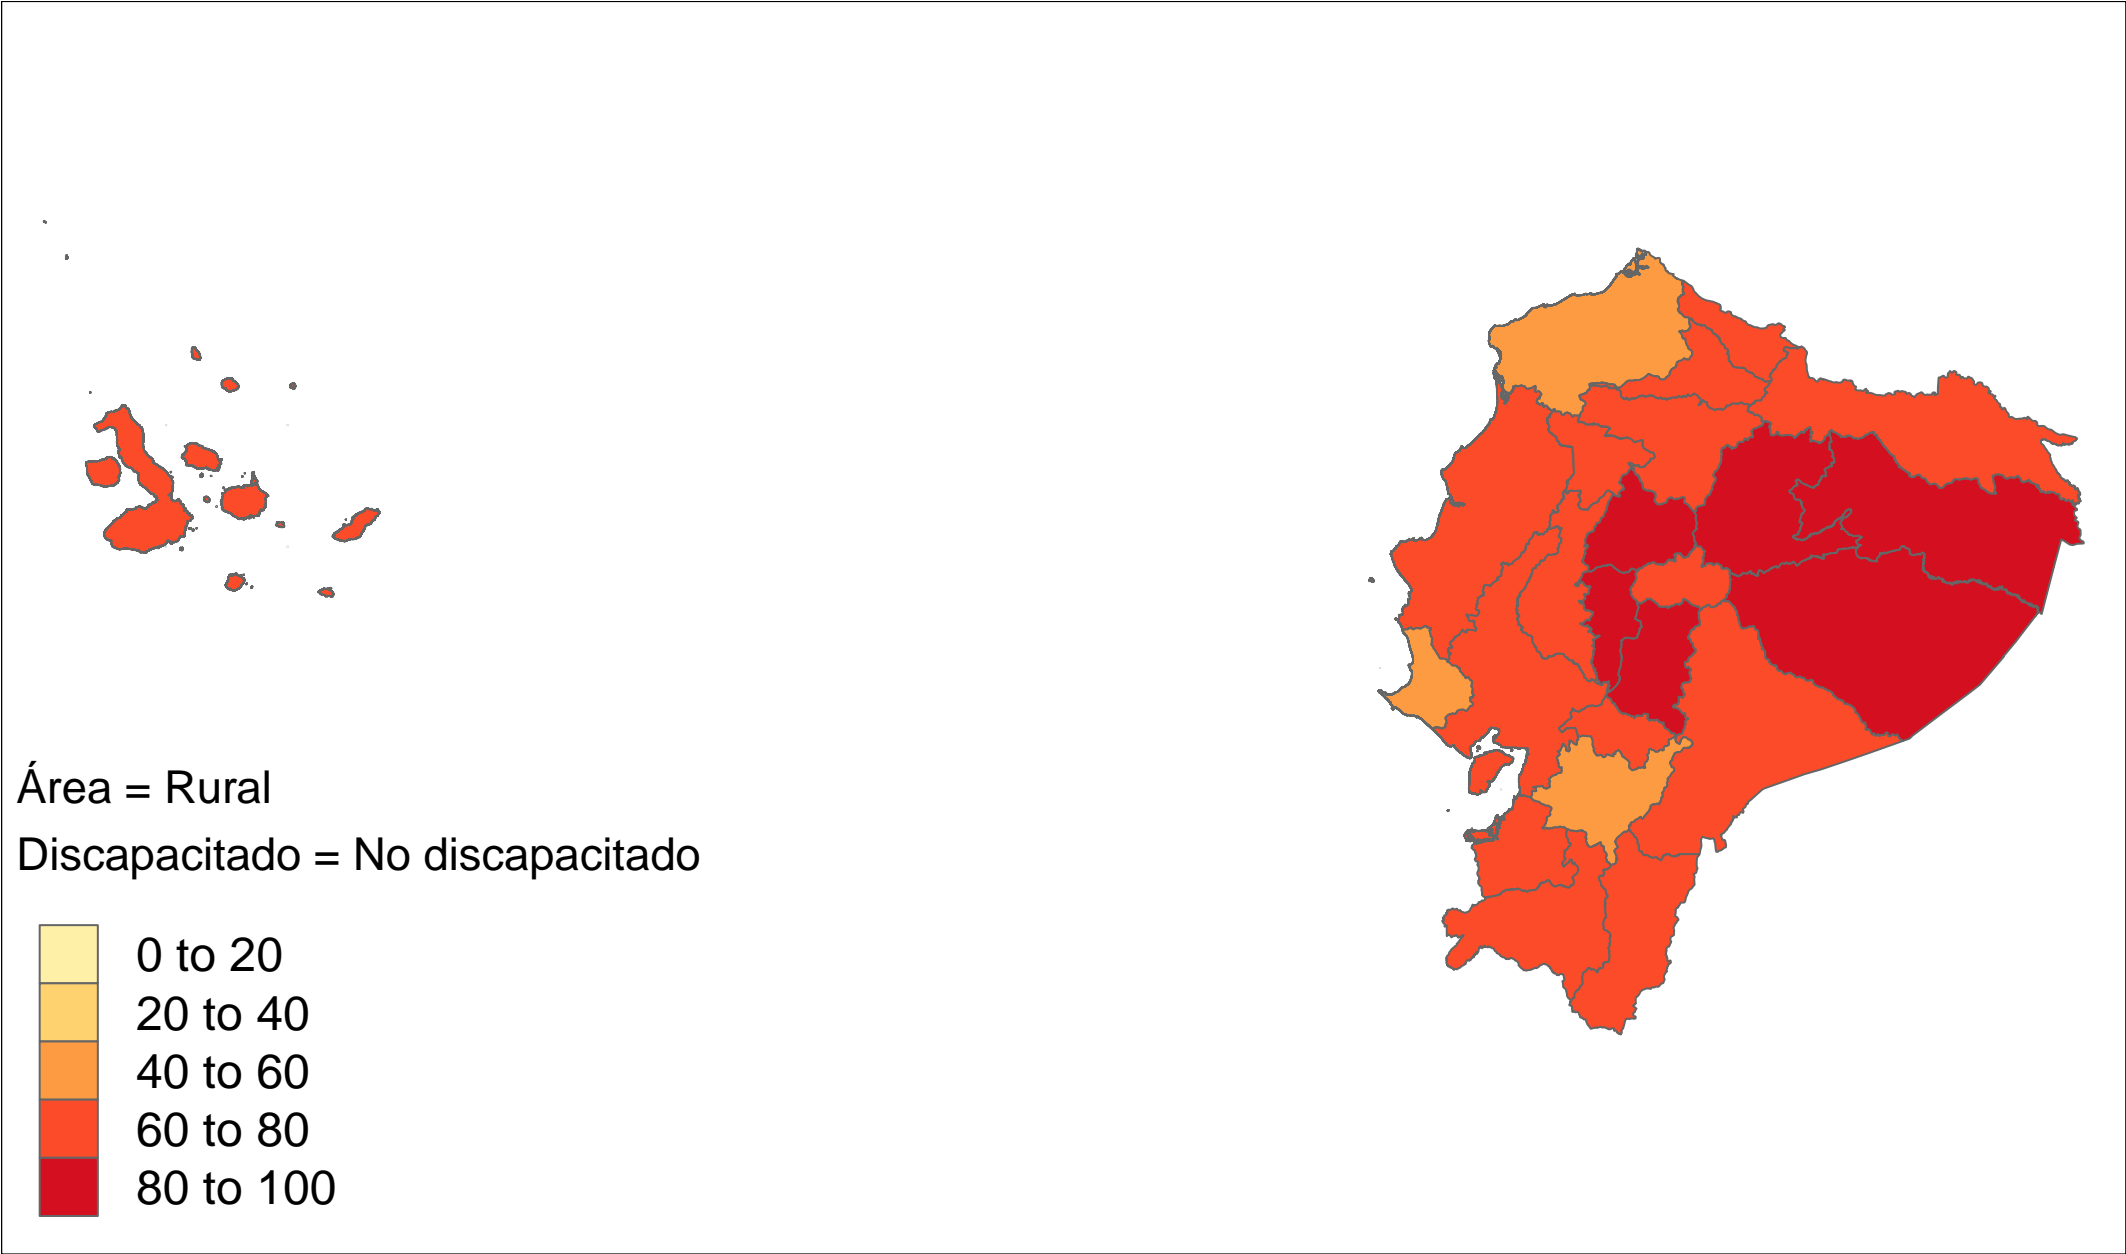 Área = Rural
Discapacitado = No discapacitado
0 to 20
20 to 40
40 to 60
60 to 80
80 to 100